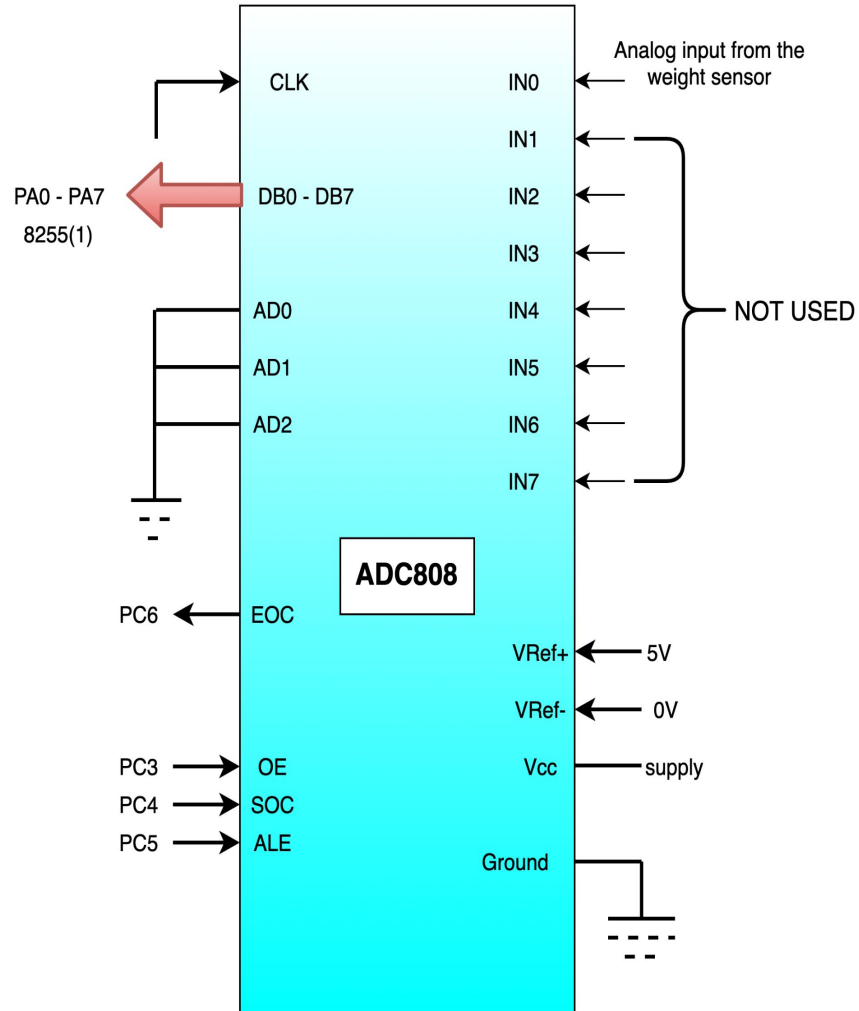 Analog input from the
weight sensor
CLK
IN0
IN1
PA0 - PA7
DB0 - DB7
IN2
8255(1)
IN3
AD0
IN4
NOT USED
AD1
IN5
AD2
IN6
IN7
ADC808
PC6
EOC
VRef+
5V
VRef-
0V
PC3
OE
Vcc
supply
PC4
SOC
PC5
ALE
Ground